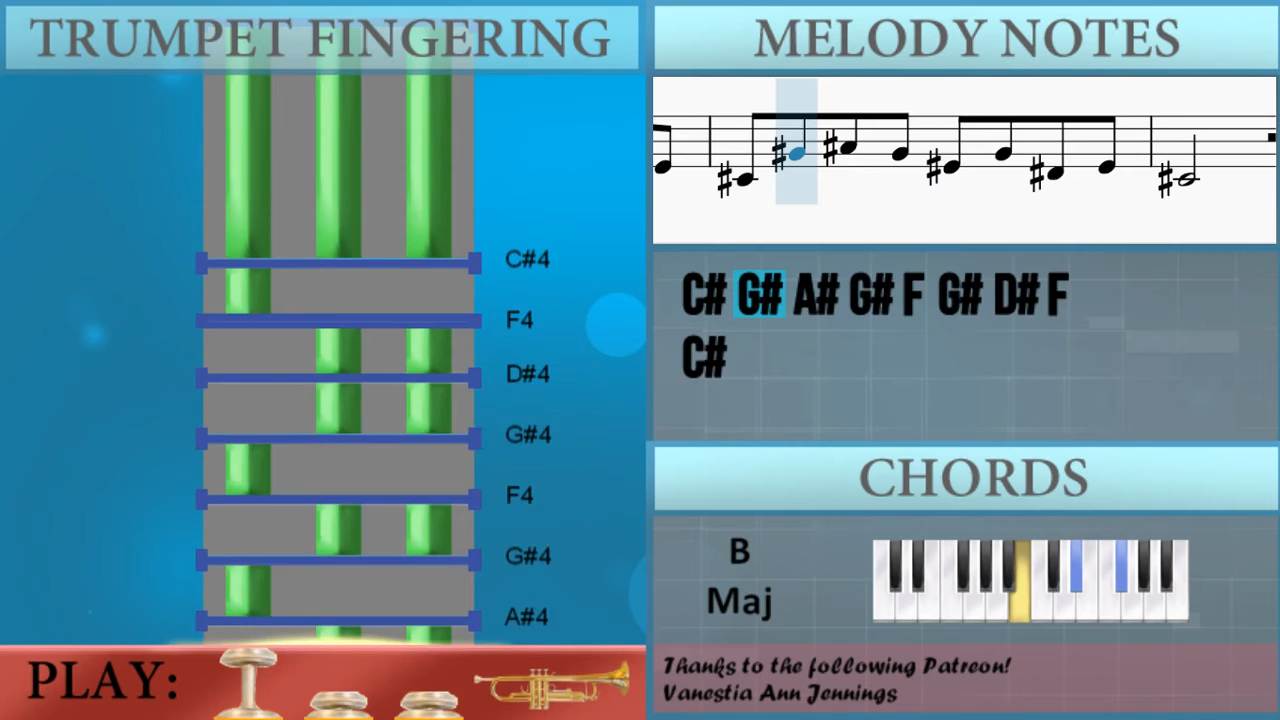 TRUMPET FINGERING
C#4
F4
D#4
G#4
F4
G#4
A#4
PLAY:
MELODY NOTES
C# G# A# G# F G# D# F
C#
CHORDS
B
Maj
Thanks to the following Patreon!
Vanestia Ann Jennings